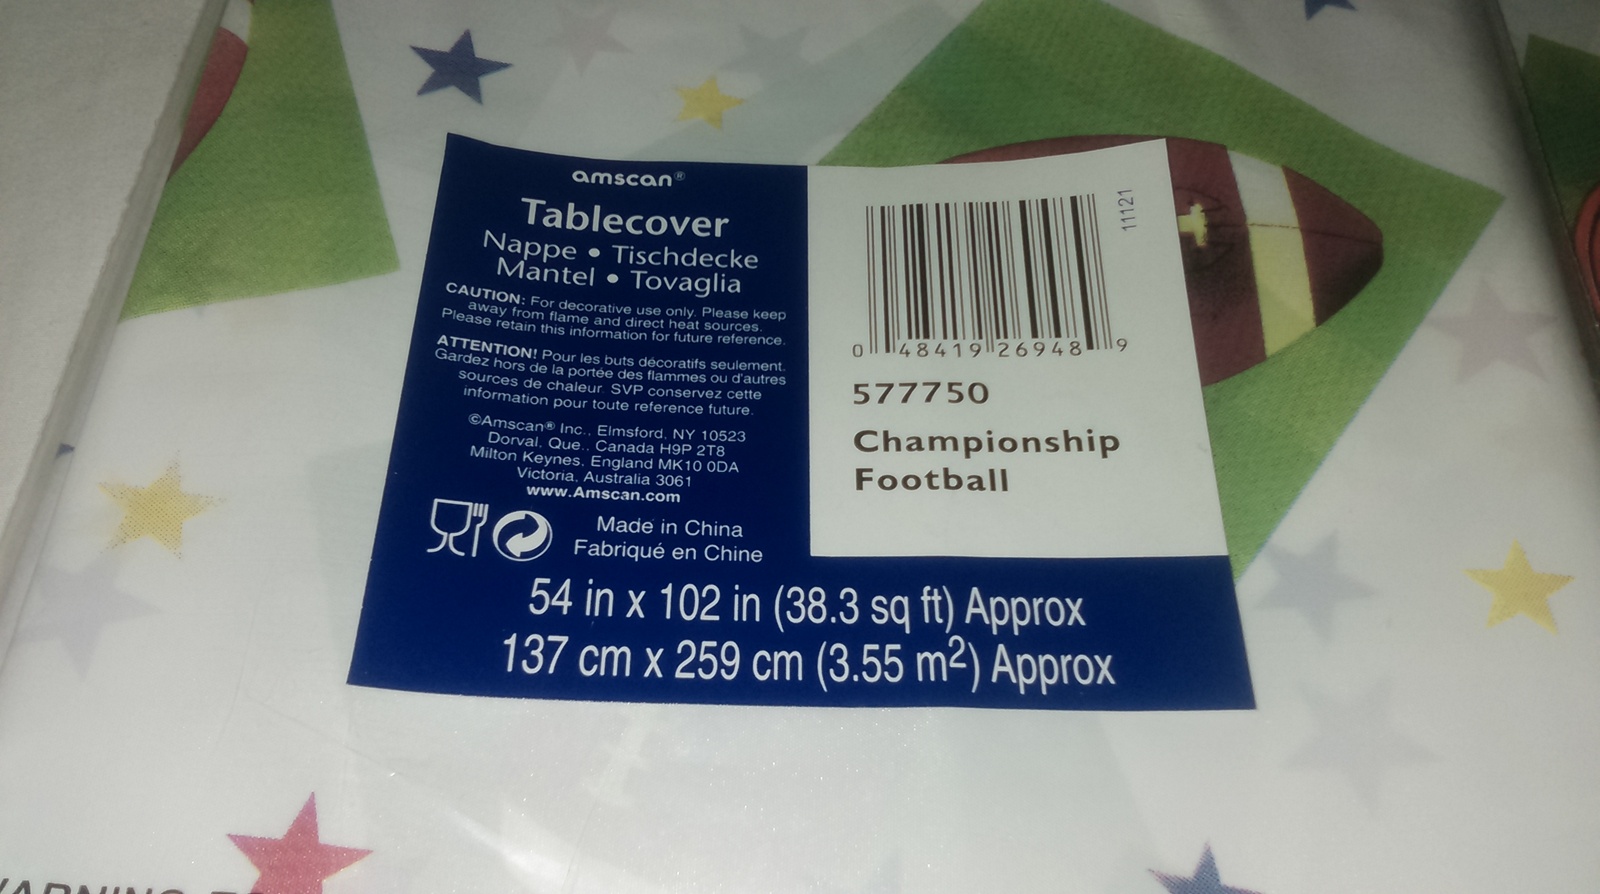 amscan®
Tablecover
Nappe • Tischdecke
Mantel • Tovaglia
CAUTION: For decorative use only. Please keep
away from flame and direct heat sources.
Please retain this information for future reference.
ATTENTION! Pour les buts décoratifs seulement.
Gardez hors de la portée des flammes ou d'autres
sources de chaleur. SVP conservez cette
information pour toute reference future.
©Amscan® Inc., Elmsford, NY 10523
Dorval, Que., Canada H9P 2T8
Milton Keynes, England MK10 0DA
Victoria, Australia 3061
www.Amscan.com
Made in China
Fabriqué en Chine
11121
0 48419 26948 9
577750
Championship
Football
54 in x 102 in (38.3 sq ft) Approx
137 cm x 259 cm (3.55 m²) Approx